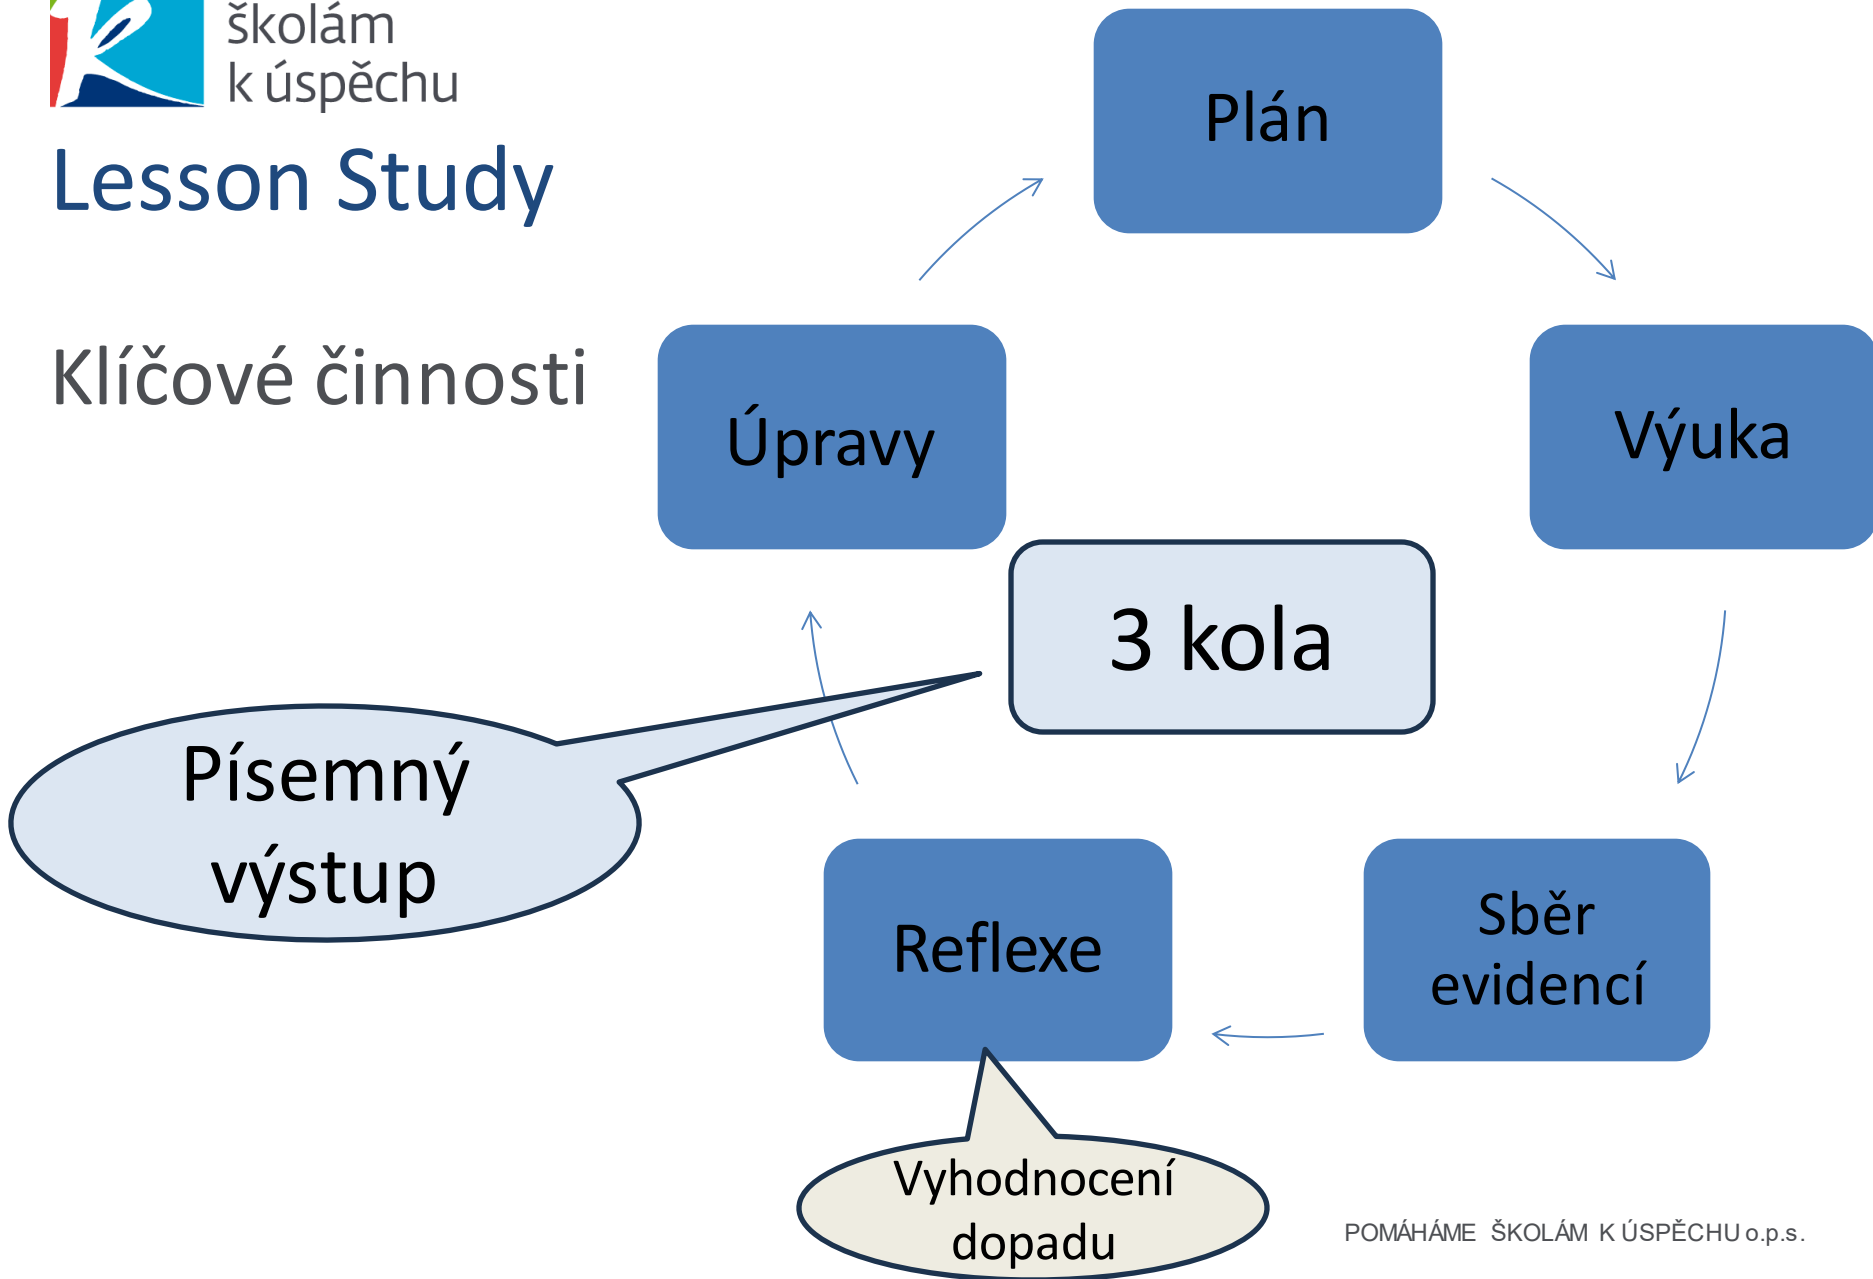 školám
k úspěchu
Lesson Study
Klíčové činnosti
Plán
Výuka
Sběr
evidencí
Reflexe
Úpravy
3 kola
Písemný
výstup
Vyhodnocení
dopadu
POMÁHÁME ŠKOLÁM K ÚSPĚCHU o.p.s.